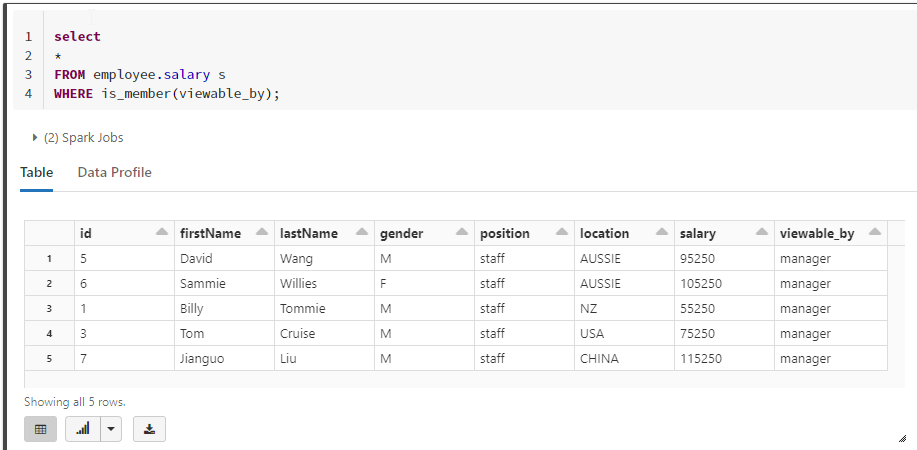 1 select
2 *
3 FROM employee.salary s
4 WHERE is_member(viewable_by);
(2) Spark Jobs
Table Data Profile
id firstName lastName gender position location salary viewable_by
1 5 David Wang M staff AUSSIE 95250 manager
2 6 Sammie Willies F staff AUSSIE 105250 manager
3 1 Billy Tommie M staff NZ 55250 manager
4 3 Tom Cruise M staff USA 75250 manager
5 7 Jianguo Liu M staff CHINA 115250 manager
Showing all 5 rows.